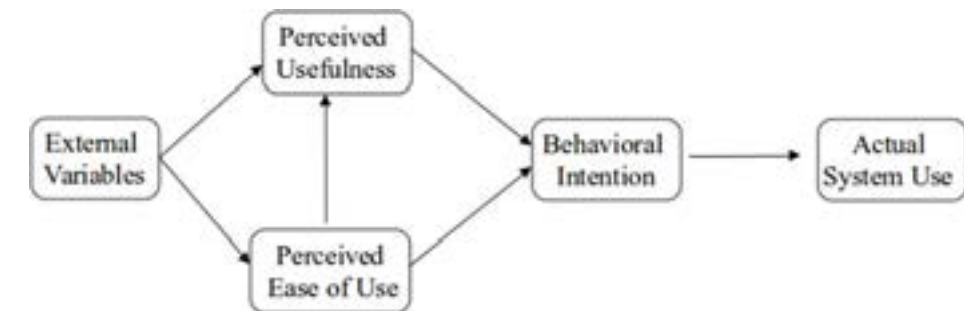 Perceived
Usefulness
External
Variables
Behavioral
Intention
Actual
System Use
Perceived
Ease of Use